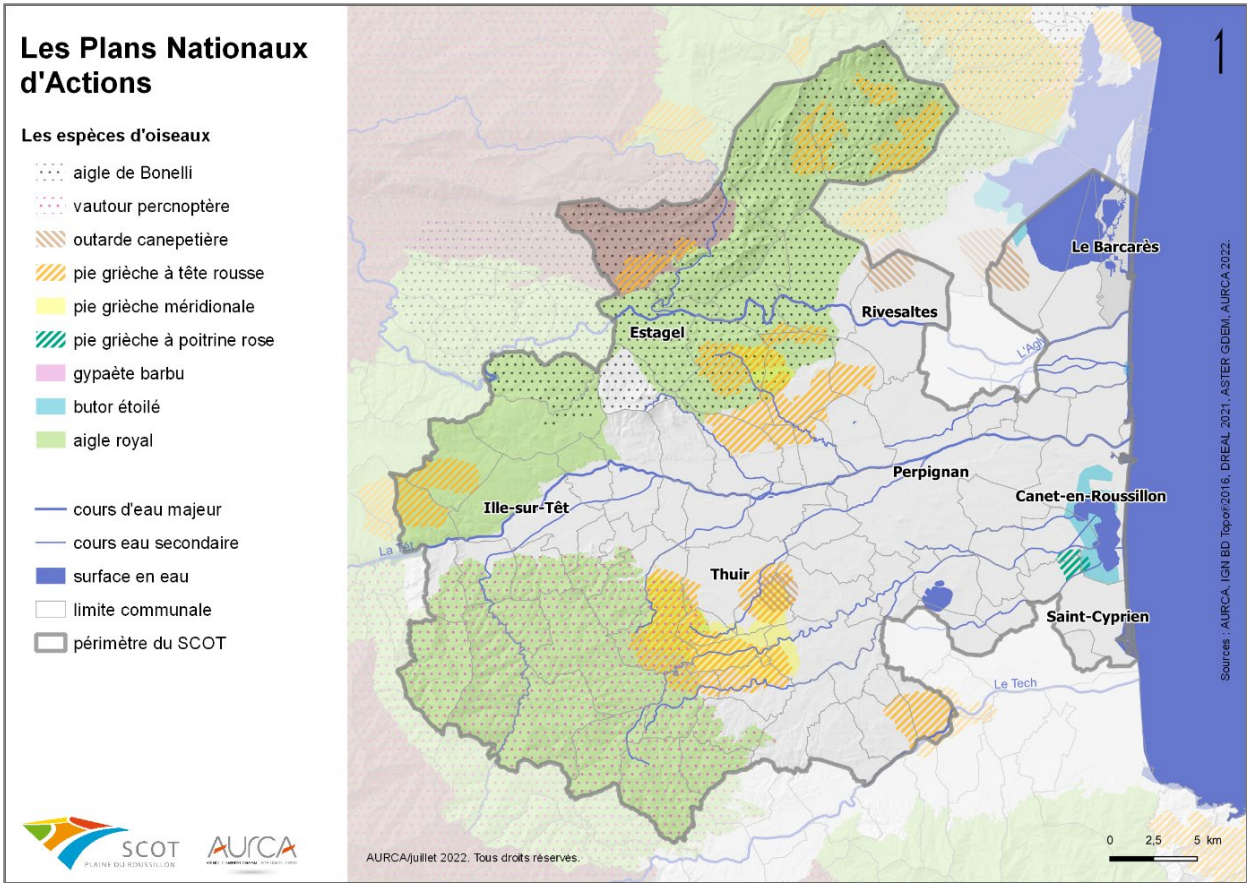 Les Plans Nationaux
d'Actions
Les espèces d'oiseaux
aigle de Bonelli
vautour percnoptère
outarde canepetière
pie grièche à tête rousse
pie grièche méridionale
pie grièche à poitrine rose
gypaète barbu
butor étoilé
aigle royal
cours d'eau majeur
cours eau secondaire
surface en eau
limite communale
périmètre du SCOT
SCOT
PLAINE DU ROUSSILLON
AURCA
Le Barcarès
Rivesaltes
Estagel
L'Agly
Perpignan
Canet-en-Roussillon
Ille-sur-Têt
La Têt
Thuir
Saint-Cyprien
Le Tech
AURCA/juillet 2022. Tous droits réservés.
0 2,5 5 km
Sources : AURCA, IGN BD Topo®2016, DREAL 2021, ASTER GDEM, AURCA 2022.